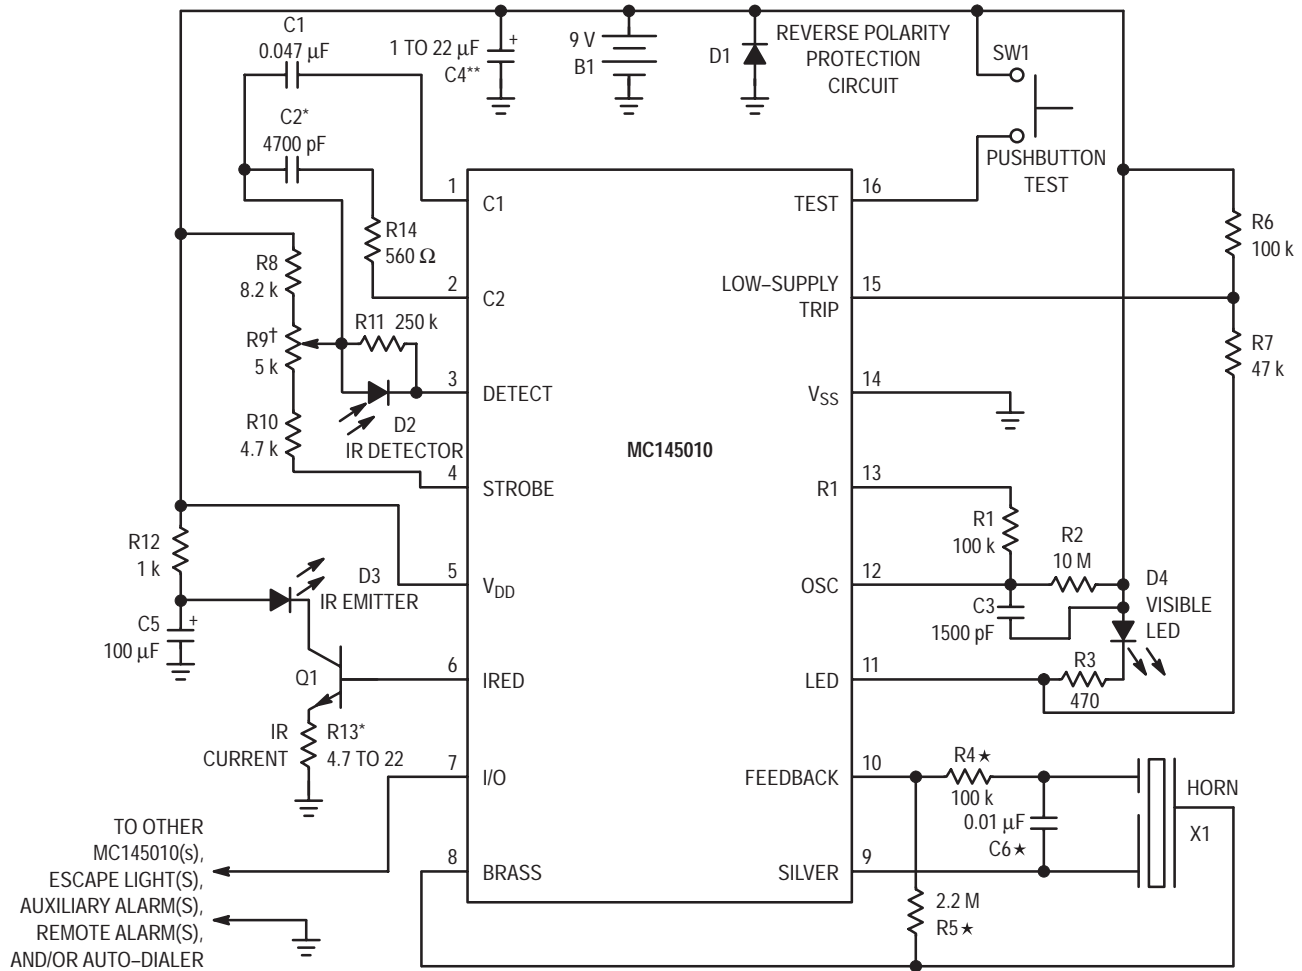 C1
0.047 µF
C2*
4700 pF
1 TO 22 µF
C4**
+
9 V
B1
D1
REVERSE POLARITY
PROTECTION
CIRCUIT
SW1
PUSHBUTTON
TEST
R14
560 Ω
R8
8.2 k
R9†
5 k
R10
4.7 k
R11 250 k
D2
IR DETECTOR
R12
1 k
C5
100 µF
+
D3
IR EMITTER
Q1
IR
CURRENT
R13*
4.7 TO 22
TO OTHER
MC145010(s),
ESCAPE LIGHT(S),
AUXILIARY ALARM(S),
REMOTE ALARM(S),
AND/OR AUTO–DIALER
MC145010
1
C1
2
C2
3
DETECT
4
STROBE
5
VDD
6
IRED
7
I/O
8
BRASS
16
TEST
15
LOW–SUPPLY
TRIP
14
VSS
13
R1
12
OSC
11
LED
10
FEEDBACK
9
SILVER
R6
100 k
R7
47 k
R1
100 k
R2
10 M
C3
1500 pF
D4
VISIBLE
LED
R3
470
R4★
100 k
0.01 µF
C6★
2.2 M
R5★
HORN
X1